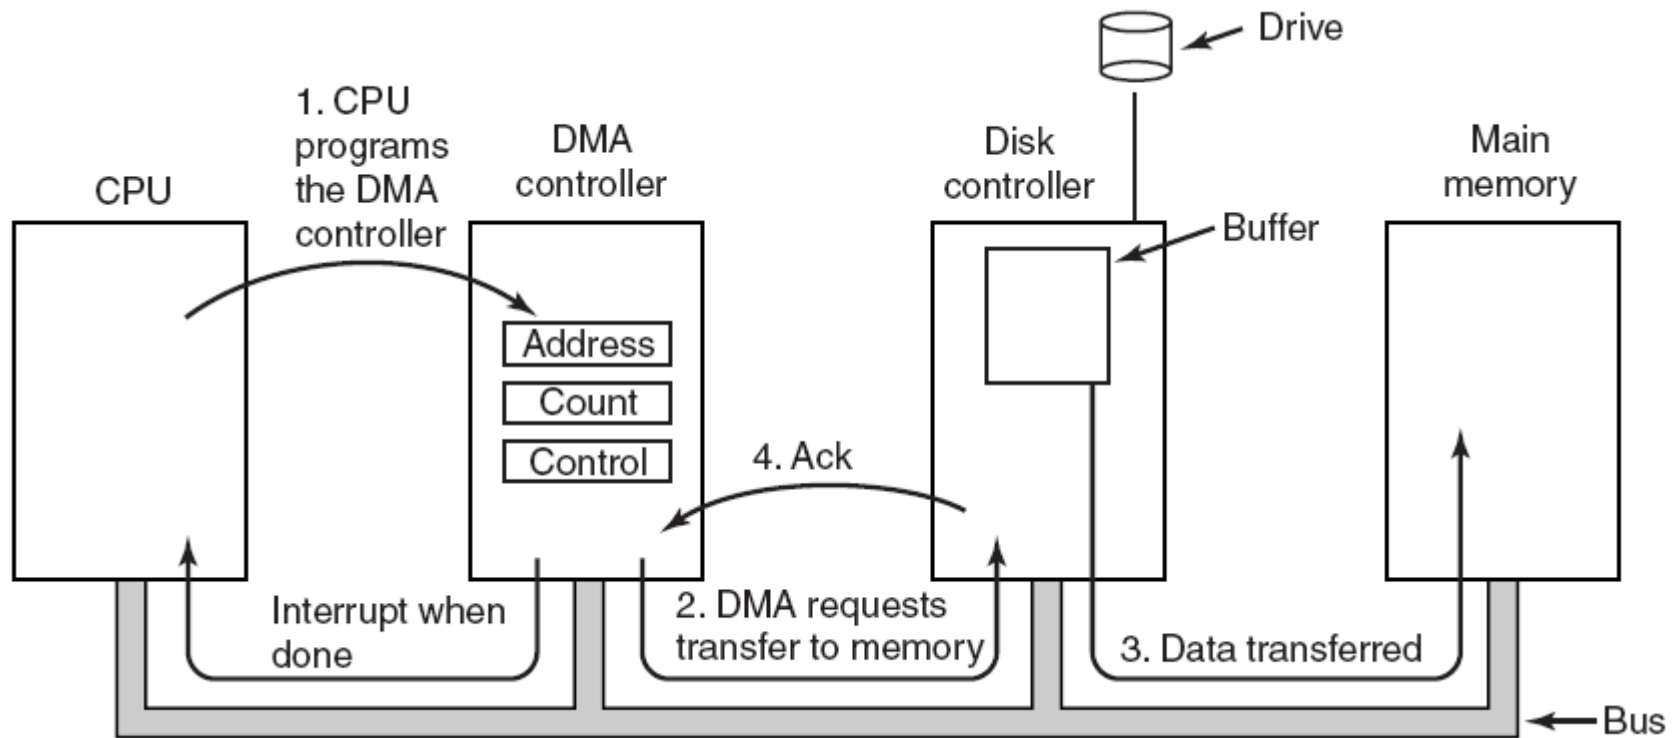 Drive
1. CPU
programs
the DMA
controller
CPU
DMA
controller
Disk
controller
Main
memory
Buffer
Address
Count
Control
4. Ack
Interrupt when
done
2. DMA requests
transfer to memory
3. Data transferred
Bus